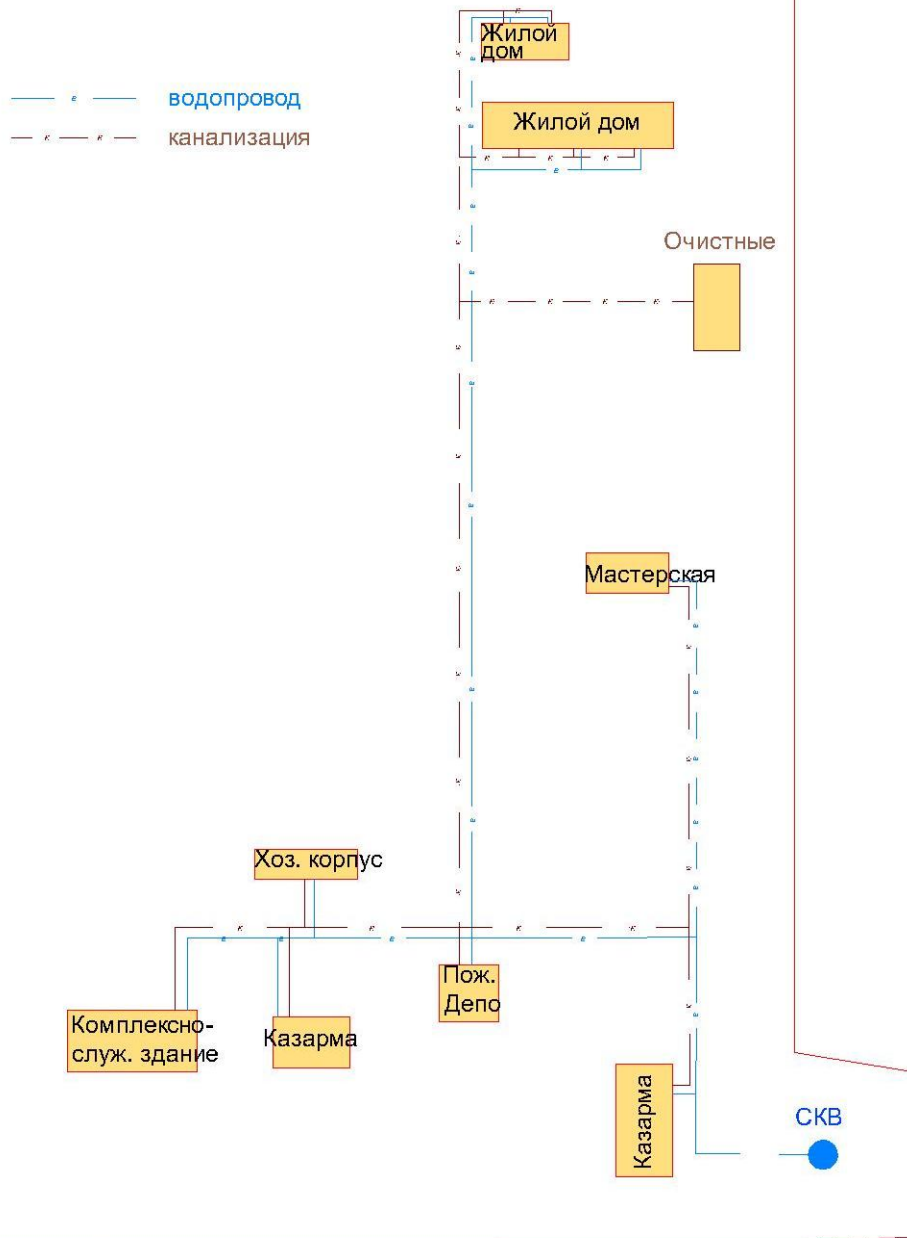 Жилой
дом
водопровод
Жилой дом
канализация
Очистные
Мастерская
Хоз. корпус
Пож.
Депо
Комплексно-
служ. здание
Казарма
Казарма
СКВ